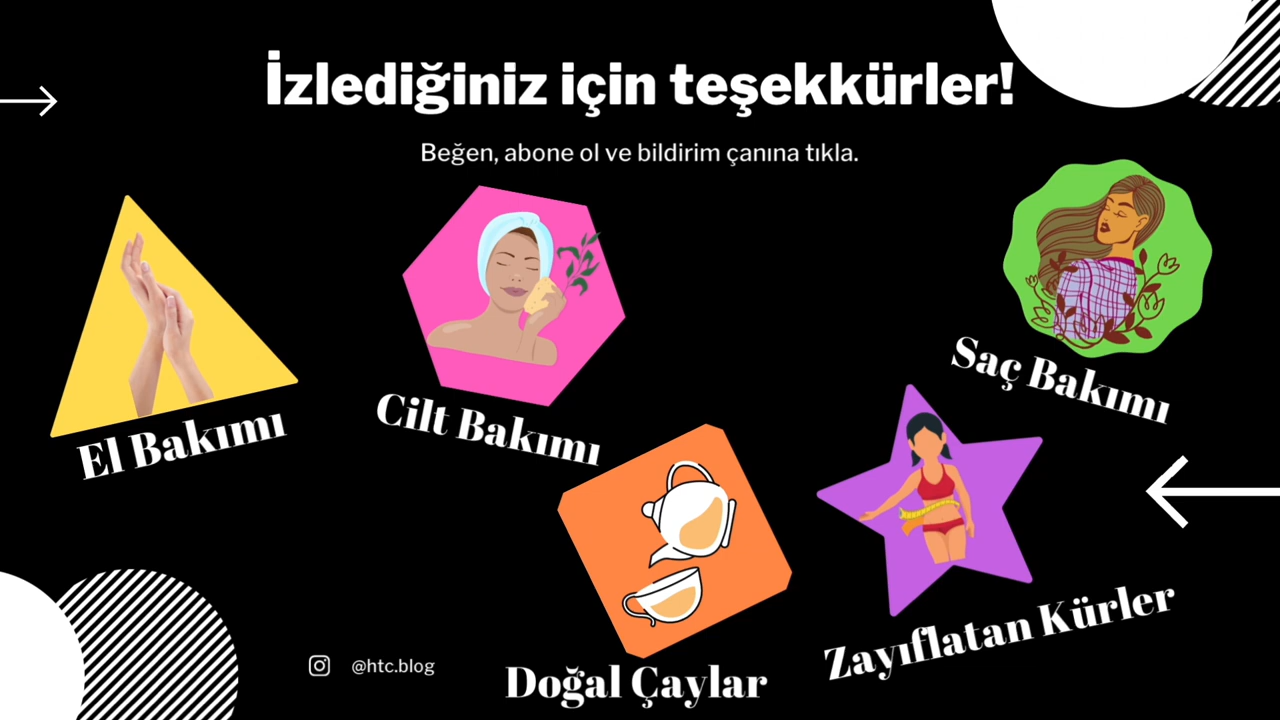 İzlediğiniz için teşekkürler!
Beğen, abone ol ve bildirim çanına tıkla.
El Bakımı
Cilt Bakımı
Saç Bakımı
Doğal Çaylar
Zayıflatan Kürler
@htc.blog